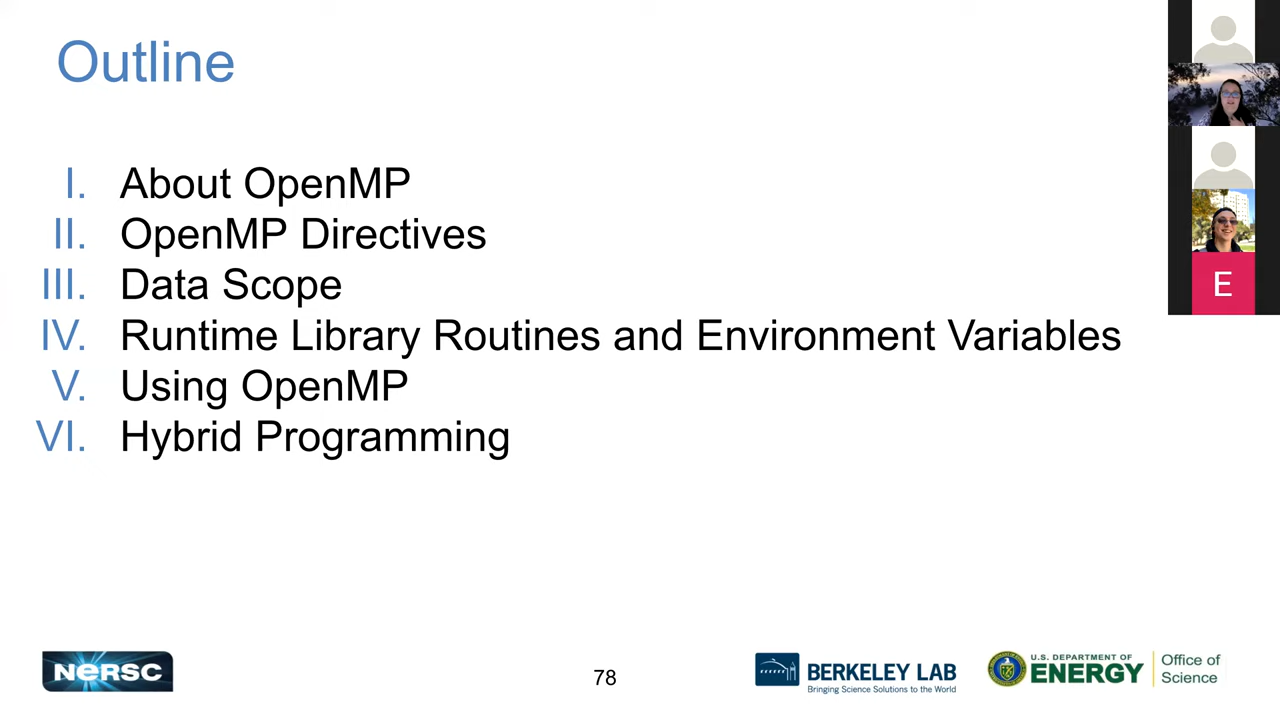 Outline
I. About OpenMP
II. OpenMP Directives
III. Data Scope
IV. Runtime Library Routines and Environment Variables
V. Using OpenMP
VI. Hybrid Programming
E
NERSC
78
BERKELEY LAB
Bringing Science Solutions to the World
U.S. DEPARTMENT OF
ENERGY
Office of
Science